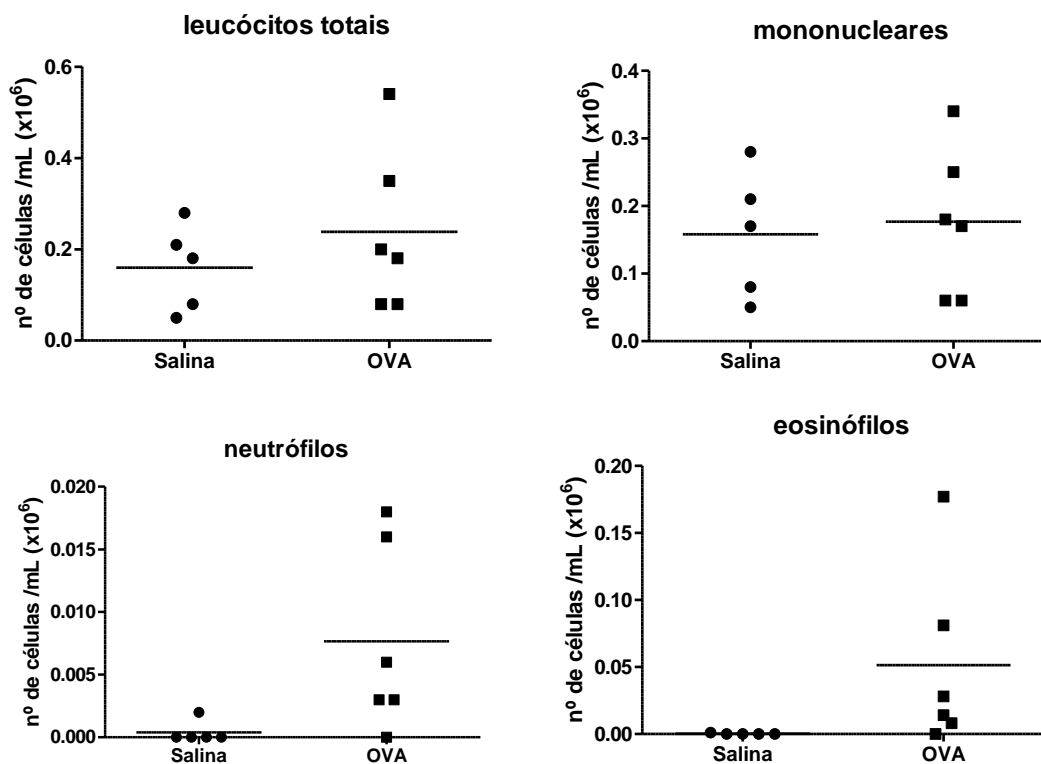 leucócitos totais
nº de células /mL (x10⁶)
0.6
0.4
0.2
0.0
Salina
OVA
mononucleares
nº de células /mL (x10⁶)
0.4
0.3
0.2
0.1
0.0
Salina
OVA
neutrófilos
nº de células /mL (x10⁶)
0.020
0.015
0.010
0.005
0.000
Salina
OVA
eosinófilos
nº de células /mL (x10⁶)
0.20
0.15
0.10
0.05
0.00
Salina
OVA